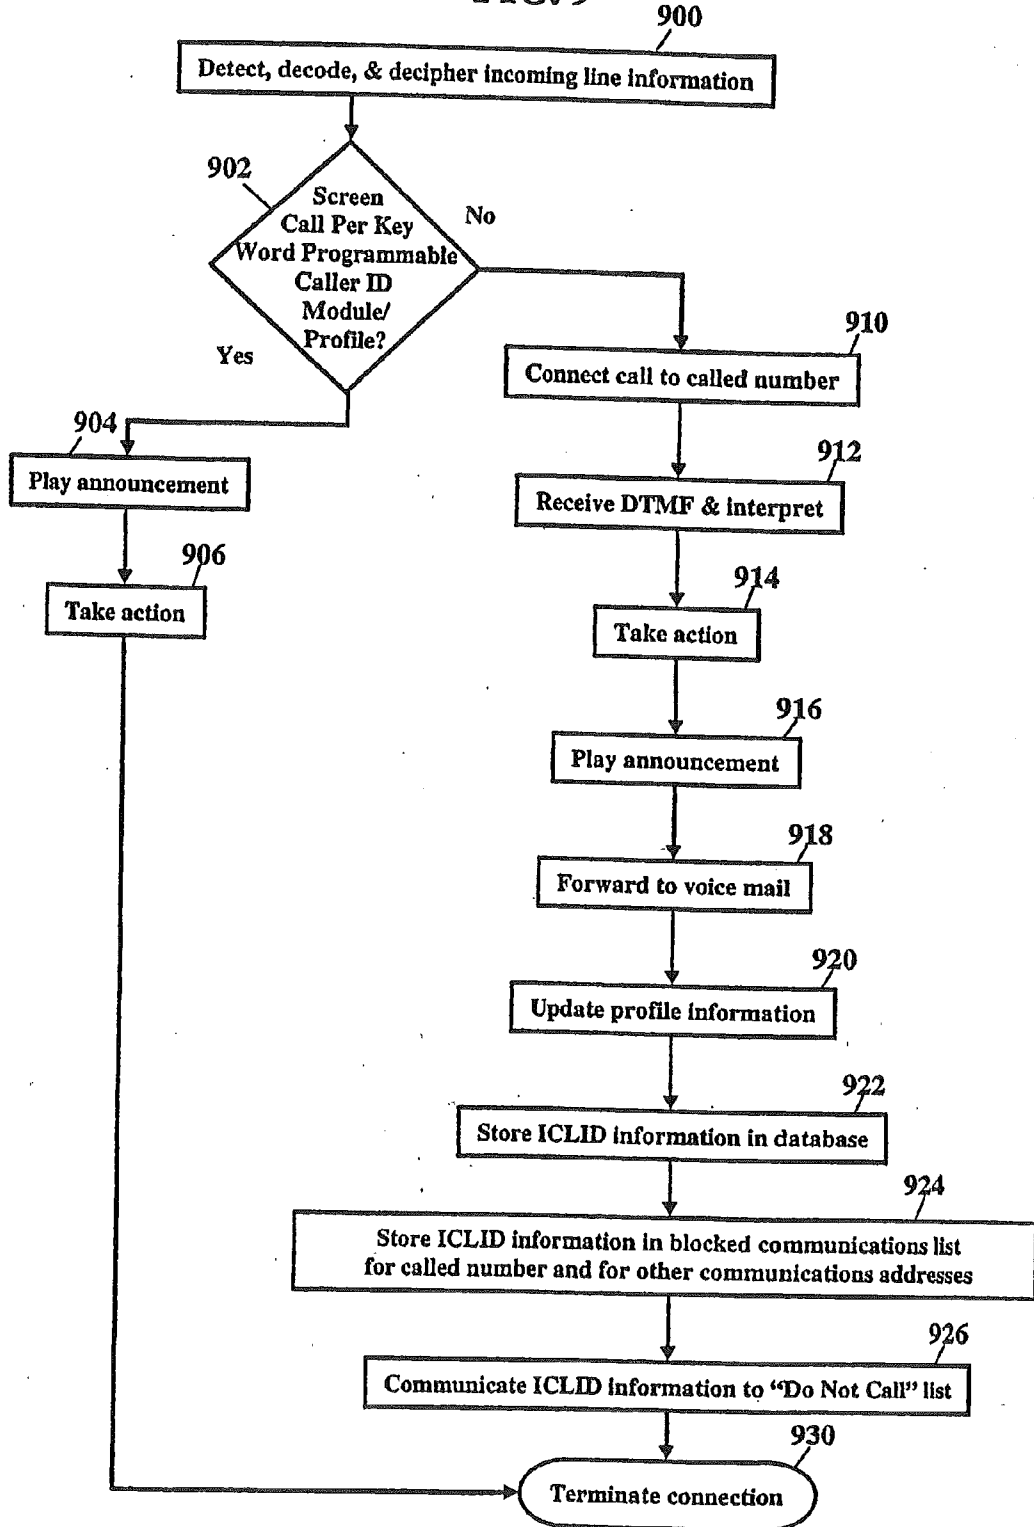 FIG. 9
900
Detect, decode, & decipher incoming line information
902
Screen
Call Per Key
Word Programmable
Caller ID
Module/
Profile?
No
Yes
904
Play announcement
906
Take action
910
Connect call to called number
912
Receive DTMF & interpret
914
Take action
916
Play announcement
918
Forward to voice mail
920
Update profile information
922
Store ICLID information in database
924
Store ICLID information in blocked communications list
for called number and for other communications addresses
926
Communicate ICLID information to “Do Not Call” list
930
Terminate connection